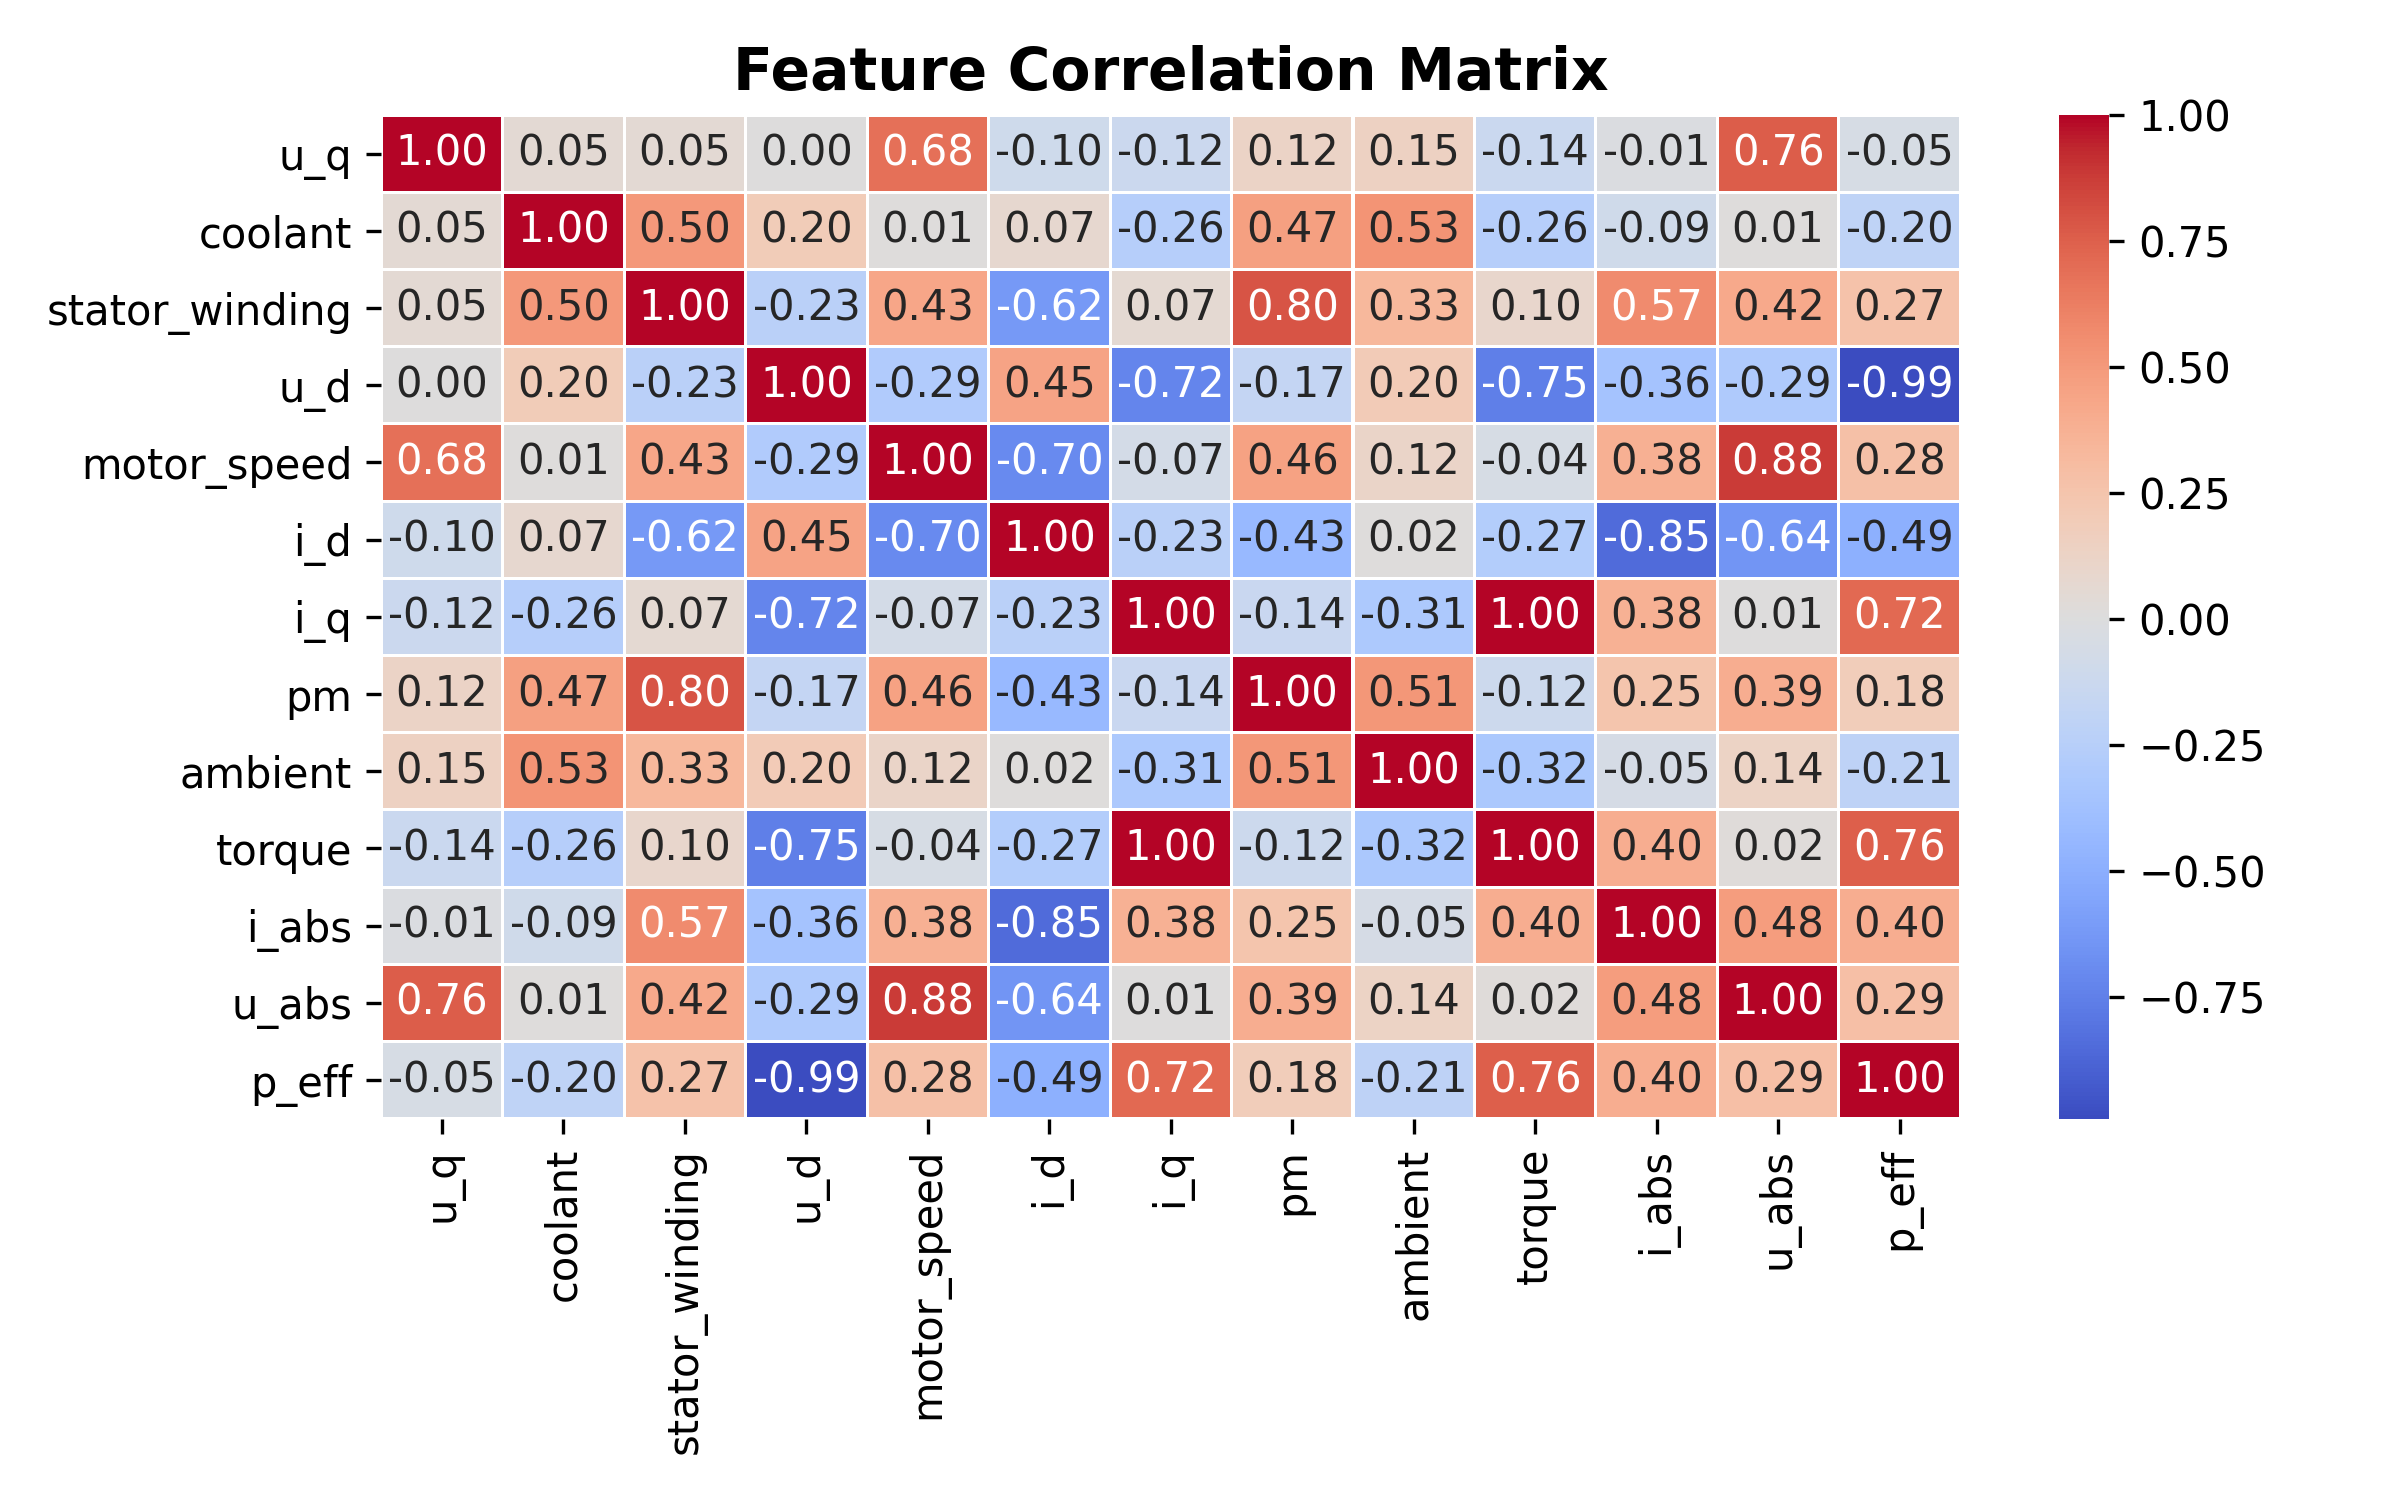 Feature Correlation Matrix
u_q 1.00 0.05 0.05 0.00 0.68 -0.10 -0.12 0.12 0.15 -0.14 -0.01 0.76 -0.05
coolant 0.05 1.00 0.50 0.20 0.01 0.07 -0.26 0.47 0.53 -0.26 -0.09 0.01 -0.20
stator_winding 0.05 0.50 1.00 -0.23 0.43 -0.62 0.07 0.80 0.33 0.10 0.57 0.42 0.27
u_d 0.00 0.20 -0.23 1.00 -0.29 0.45 -0.72 -0.17 0.20 -0.75 -0.36 -0.29 -0.99
motor_speed 0.68 0.01 0.43 -0.29 1.00 -0.70 -0.07 0.46 0.12 -0.04 0.38 0.88 0.28
i_d -0.10 0.07 -0.62 0.45 -0.70 1.00 -0.23 -0.43 0.02 -0.27 -0.85 -0.64 -0.49
i_q -0.12 -0.26 0.07 -0.72 -0.07 -0.23 1.00 -0.14 -0.31 1.00 0.38 0.01 0.72
pm 0.12 0.47 0.80 -0.17 0.46 -0.43 -0.14 1.00 0.51 -0.12 0.25 0.39 0.18
ambient 0.15 0.53 0.33 0.20 0.12 0.02 -0.31 0.51 1.00 -0.32 -0.05 0.14 -0.21
torque -0.14 -0.26 0.10 -0.75 -0.04 -0.27 1.00 -0.12 -0.32 1.00 0.40 0.02 0.76
i_abs -0.01 -0.09 0.57 -0.36 0.38 -0.85 0.38 0.25 -0.05 0.40 1.00 0.48 0.40
u_abs 0.76 0.01 0.42 -0.29 0.88 -0.64 0.01 0.39 0.14 0.02 0.48 1.00 0.29
p_eff -0.05 -0.20 0.27 -0.99 0.28 -0.49 0.72 0.18 -0.21 0.76 0.40 0.29 1.00
u_q coolant stator_winding u_d motor_speed i_d i_q pm ambient torque i_abs u_abs p_eff
1.00
0.75
0.50
0.25
0.00
−0.25
−0.50
−0.75